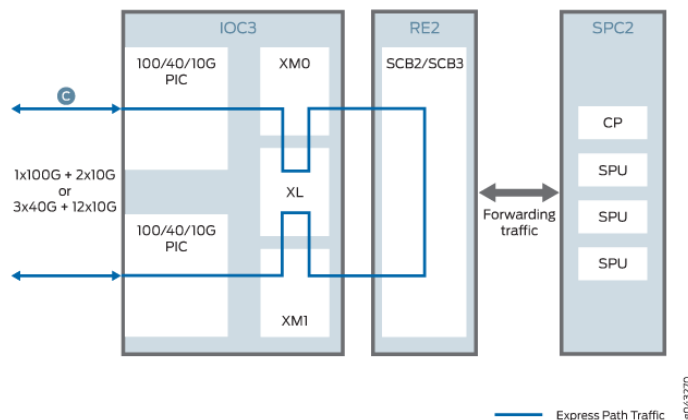 IOC3
RE2
SPC2
100/40/10G
PIC
XM0
SCB2/SCB3
C
CP
1x100G + 2x10G
or
3x40G + 12x10G
XL
SPU
SPU
SPU
Forwarding
traffic
100/40/10G
PIC
XM1
Express Path Traffic
g043270